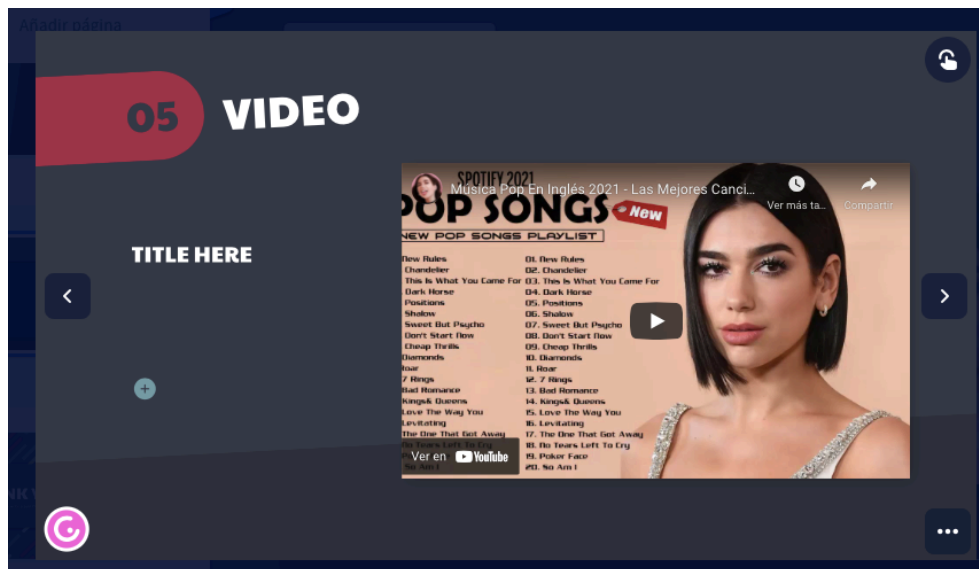 Añadir página
05
VIDEO
TITLE HERE
SPOTIFY 2021
Música Pop En Inglés 2021 - Las Mejores Canci...
Ver más ta...
Compartir
POP SONGS
New
NEW POP SONGS PLAYLIST
New Rules
Chandelier
This Is What You Came For
Dark Horse
Positions
Shalow
Sweet But Psycho
Don't Start Now
Cheap Thrills
Diamonds
Roar
7 Rings
Bad Romance
Kings& Queens
Love The Way You
Levitating
The One That Got Away
No Tears Left To Cry
So Am I
01. New Rules
02. Chandelier
03. This Is What You Came For
04. Dark Horse
05. Positions
06. Shalow
07. Sweet But Psycho
08. Don't Start Now
09. Cheap Thrills
10. Diamonds
11. Roar
12. 7 Rings
13. Bad Romance
14. Kings& Queens
15. Love The Way You
16. Levitating
17. The One That Got Away
18. No Tears Left To Cry
19. Poker Face
20. So Am I
Ver en YouTube